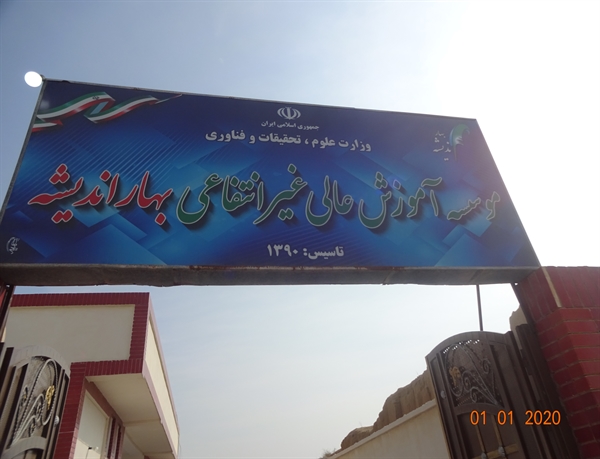 جمهوری اسلامی ایران
وزارت علوم ، تحقیقات و فناوری
موسسه آموزش عالی غیرانتفاعی بهاراندیشه
تاسیس: ۱۳۹۰
01 01 2020